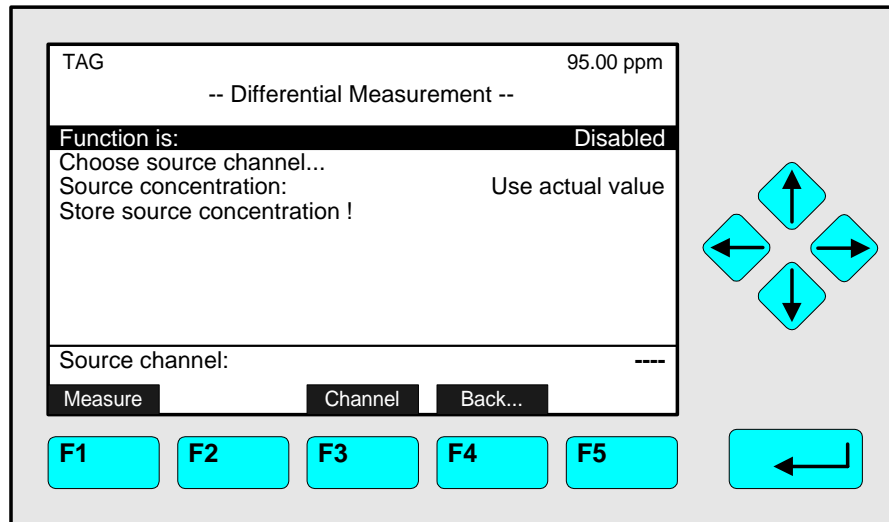 TAG 95.00 ppm
-- Differential Measurement --
Function is: Disabled
Choose source channel...
Source concentration: Use actual value
Store source concentration !
Source channel: ----
Measure Channel Back...
F1 F2 F3 F4 F5